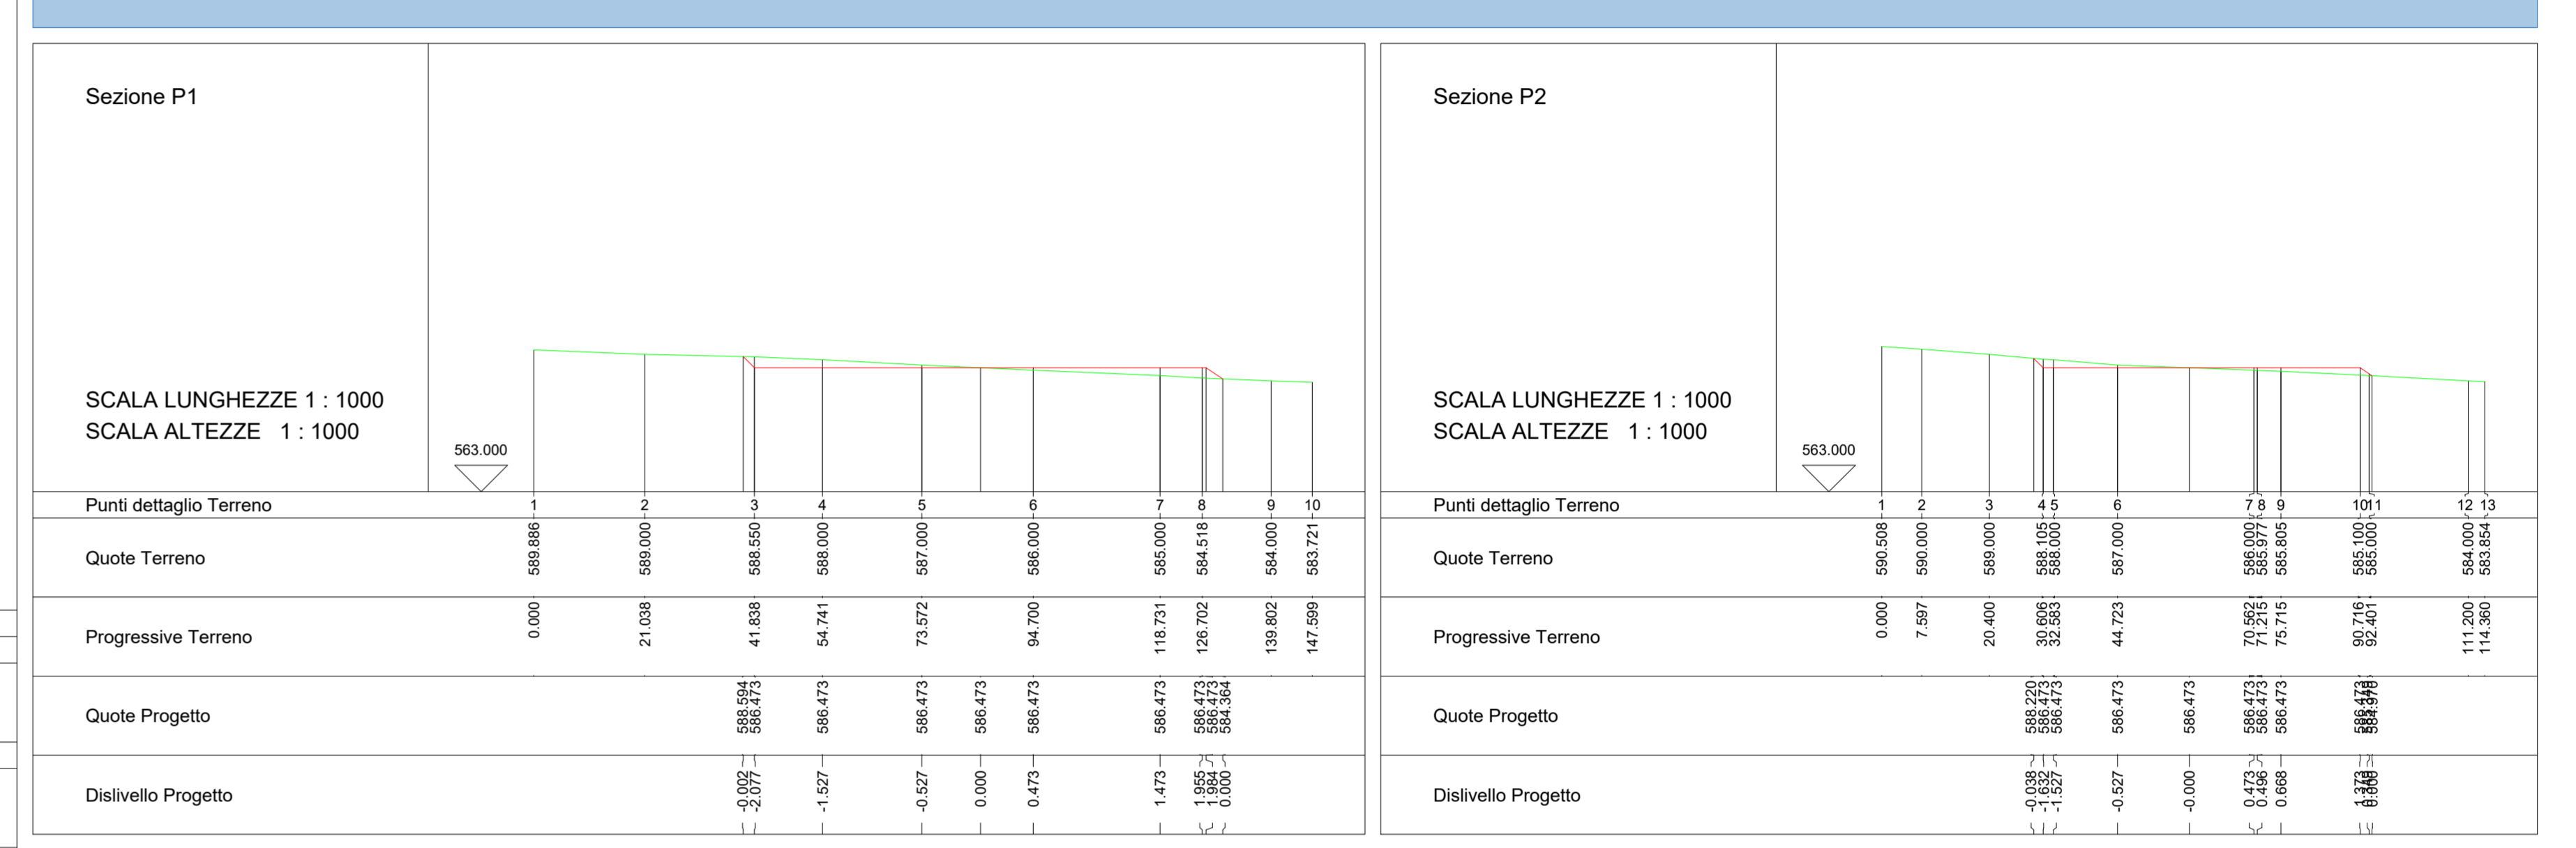 Sezione P1
SCALA LUNGHEZZE 1 : 1000
SCALA ALTEZZE 1 : 1000
563.000
Punti dettaglio Terreno 1 2 3 4 5 6 7 8 9 10
Quote Terreno 589.886 589.000 588.550 588.000 587.000 586.000 585.000 584.518 584.000 583.721
Progressive Terreno 0.000 21.038 41.838 54.741 73.572 94.700 118.731 126.702 139.802 147.599
Quote Progetto 588.594 586.473 586.473 586.473 586.473 586.473 586.473 586.473 586.473 584.364
Dislivello Progetto -0.002 -2.077 -1.527 -0.527 0.000 0.473 1.473 1.955 1.984 0.000
Sezione P2
SCALA LUNGHEZZE 1 : 1000
SCALA ALTEZZE 1 : 1000
563.000
Punti dettaglio Terreno 1 2 3 4 5 6 7 8 9 10 11 12 13
Quote Terreno 590.508 590.000 589.000 588.105 588.000 587.000 586.000 585.977 585.805 585.100 585.000 584.000 583.854
Progressive Terreno 0.000 7.597 20.400 30.606 32.583 44.723 70.562 71.215 75.715 90.716 92.401 111.200 114.360
Quote Progetto 588.220 586.473 586.473 586.473 586.473 586.473 586.473 586.473 586.473 584.970
Dislivello Progetto -0.038 -1.632 -1.527 -0.527 -0.000 0.473 0.496 0.668 1.373 0.000